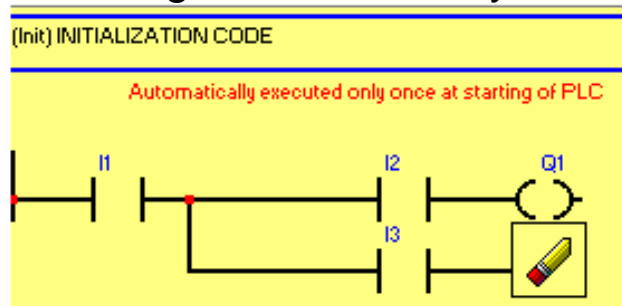 (Init) INITIALIZATION CODE
Automatically executed only once at starting of PLC
I1
I2
Q1
I3